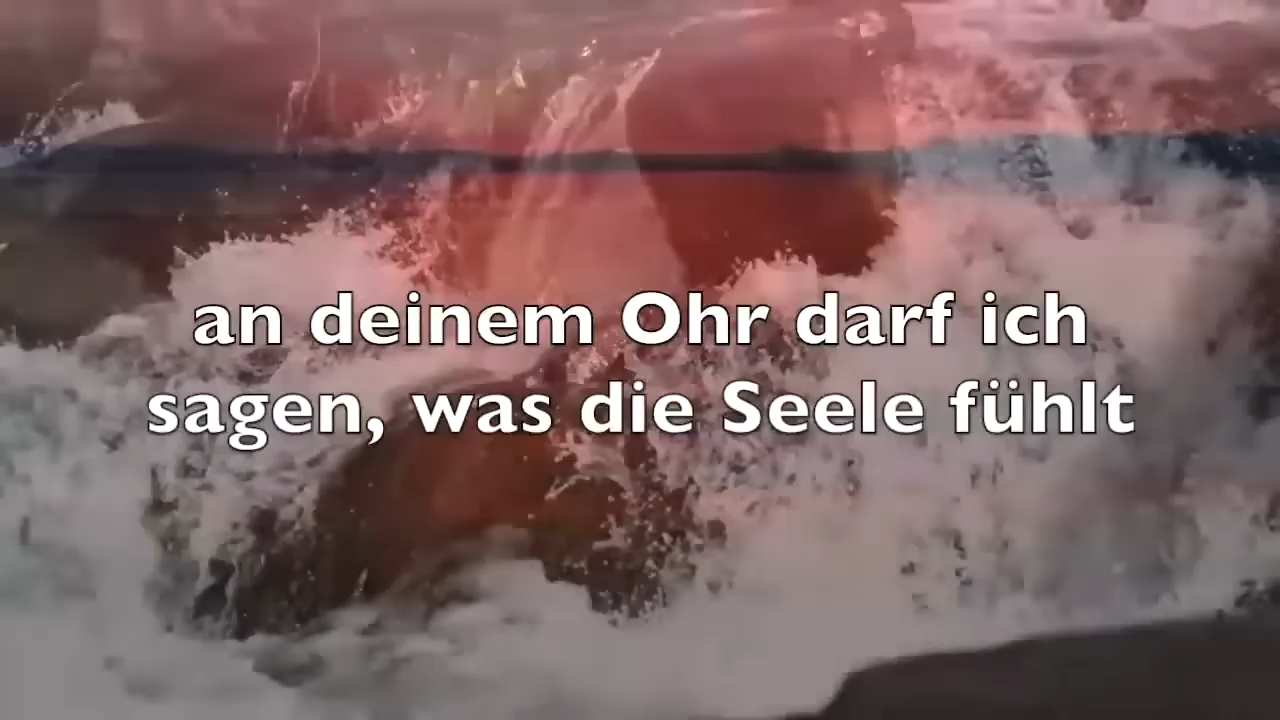 an deinem Ohr darf ich
sagen, was die Seele fühlt